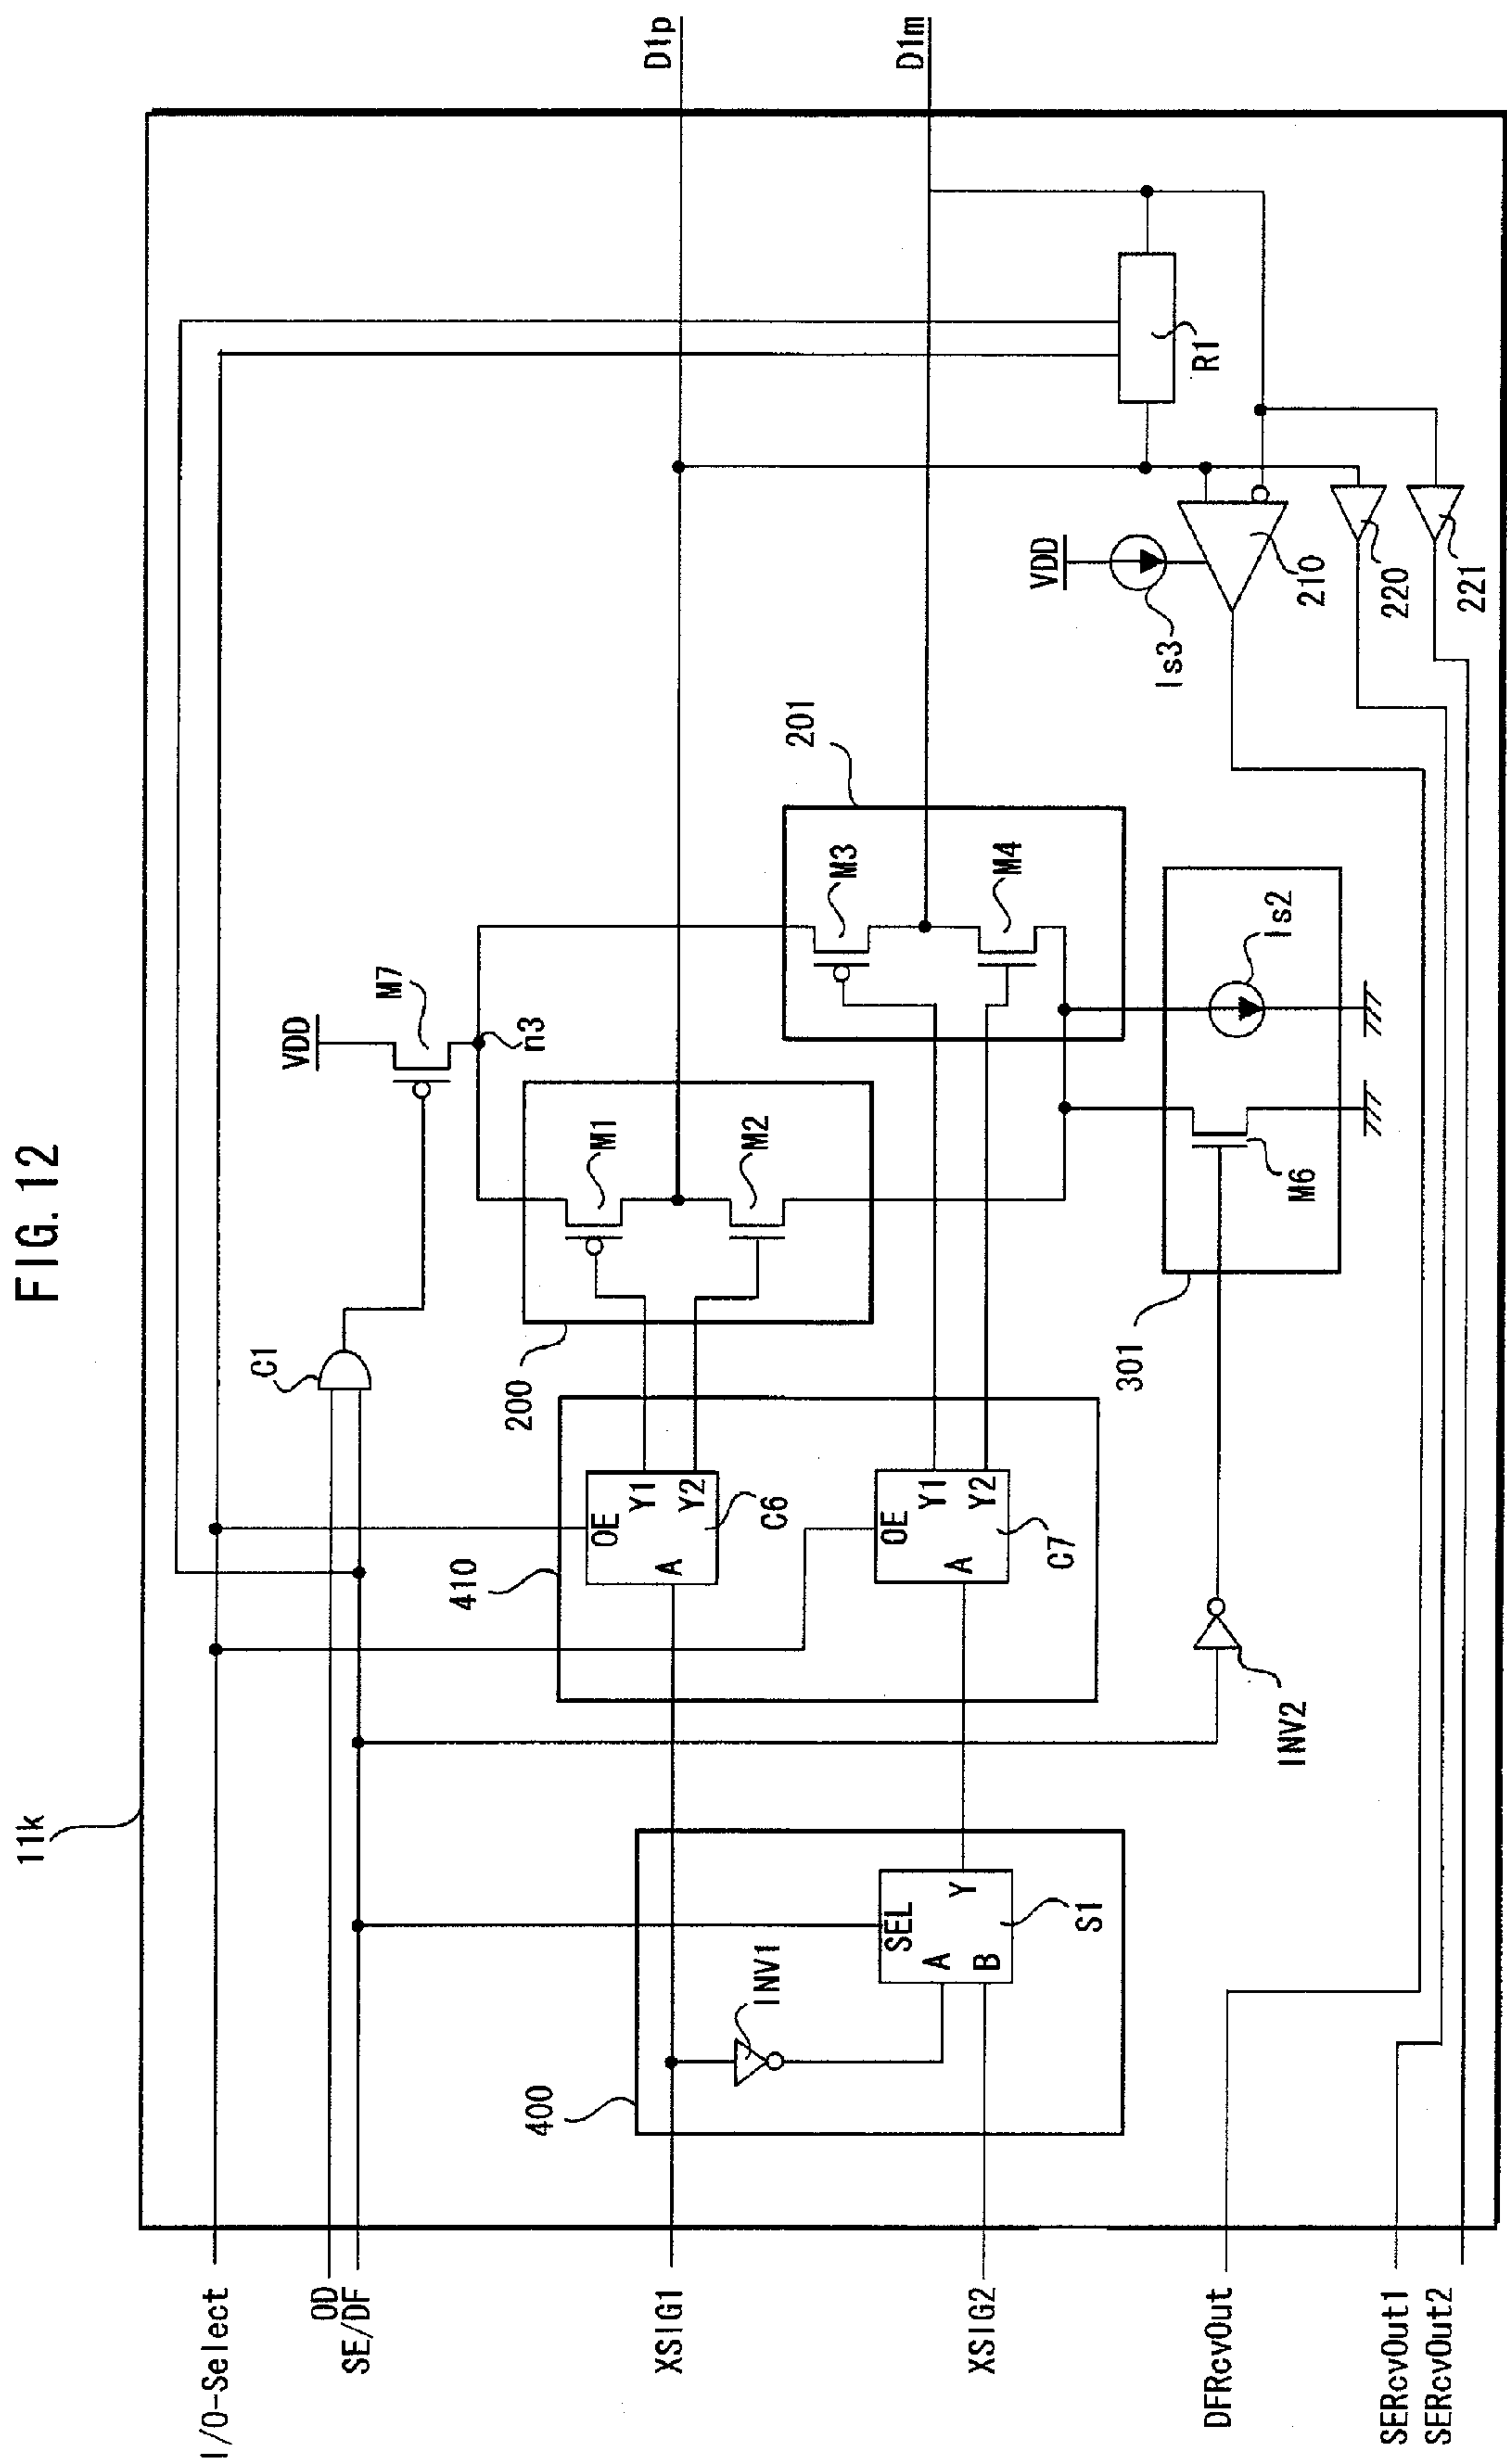 FIG. 12
11k
I/O-Select
OD
SE/DF
XSIG1
XSIG2
DFRcvOut
SERcvOut1
SERcvOut2
D1p
D1m
C1
VDD
M7
n3
400
INV1
SEL
A
B
Y
S1
410
OE
A
Y1
Y2
C6
OE
A
Y1
Y2
C7
200
M1
M2
201
M3
M4
INV2
301
M6
Is2
VDD
Is3
210
220
221
R1